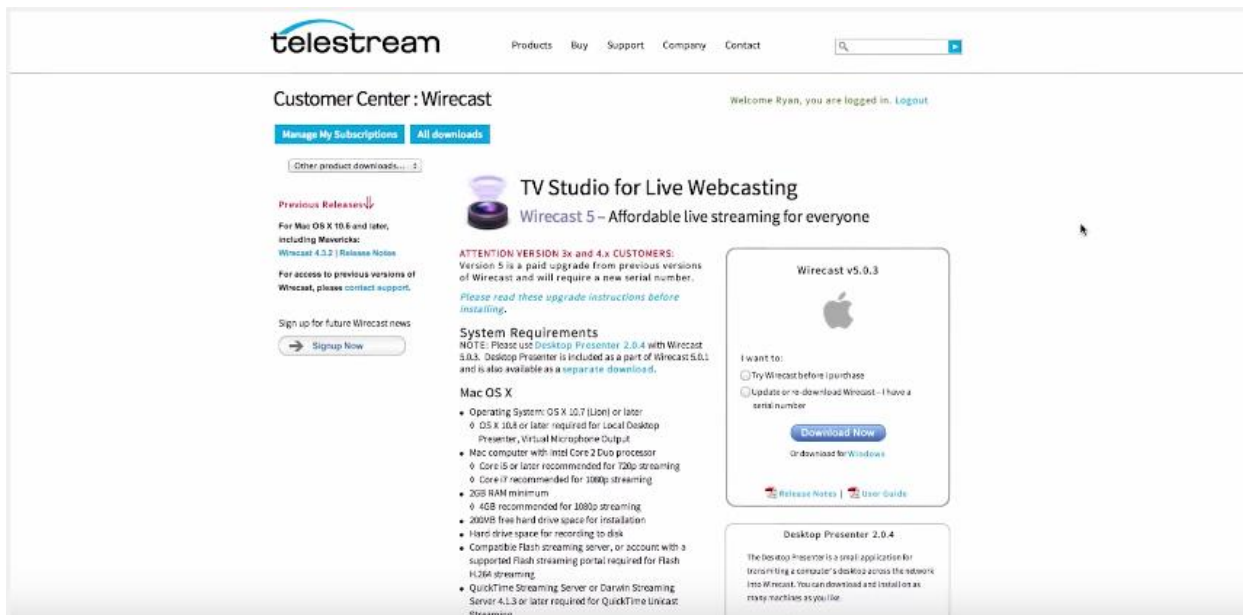 telestream
Products Buy Support Company Contact
Customer Center : Wirecast
Welcome Ryan, you are logged in. Logout
Manage My Subscriptions All downloads
Other product downloads...
Previous Releases
For Mac OS X 10.6 and later,
including Mavericks:
Wirecast 4.3.2 | Release Notes
For access to previous versions of
Wirecast, please contact support.
Sign up for future Wirecast news
Signup Now
TV Studio for Live Webcasting
Wirecast 5 – Affordable live streaming for everyone
ATTENTION VERSION 3x and 4.x CUSTOMERS:
Version 5 is a paid upgrade from previous versions
of Wirecast and will require a new serial number.
Please read these upgrade instructions before
installing.
System Requirements
NOTE: Please use Desktop Presenter 2.0.4 with Wirecast
5.0.3. Desktop Presenter is included as a part of Wirecast 5.0.1
and is also available as a separate download.
Mac OS X
• Operating System: OS X 10.7 (Lion) or later
◊ OS X 10.8 or later required for Local Desktop
Presenter, Virtual Microphone Output
• Mac computer with Intel Core 2 Duo processor
◊ Core i5 or later recommended for 720p streaming
◊ Core i7 recommended for 1080p streaming
• 2GB RAM minimum
◊ 4GB recommended for 1080p streaming
• 200MB free hard drive space for installation
• Hard drive space for recording to disk
• Compatible Flash streaming server, or account with a
supported Flash streaming portal required for Flash
H.264 streaming
• QuickTime Streaming Server or Darwin Streaming
Server 4.1.3 or later required for QuickTime Unicast
Streaming
Wirecast v5.0.3
I want to:
Try Wirecast before I purchase
Update or re-download Wirecast – I have a
serial number
Download Now
Or download for Windows
Release Notes | User Guide
Desktop Presenter 2.0.4
The Desktop Presenter is a small application for
transmitting a computer's desktop across the network
into Wirecast. You can download and install on as
many machines as you like.